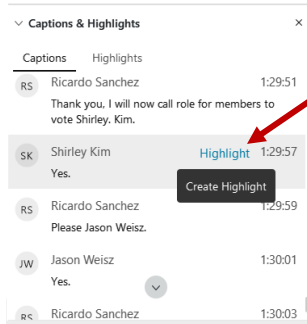 Captions & Highlights ×
Captions Highlights
RS Ricardo Sanchez 1:29:51
Thank you, I will now call role for members to
vote Shirley. Kim.
SK Shirley Kim Highlight 1:29:57
Yes.
Create Highlight
RS Ricardo Sanchez 1:29:59
Please Jason Weisz.
JW Jason Weisz 1:30:01
Yes.
RS Ricardo Sanchez 1:30:03